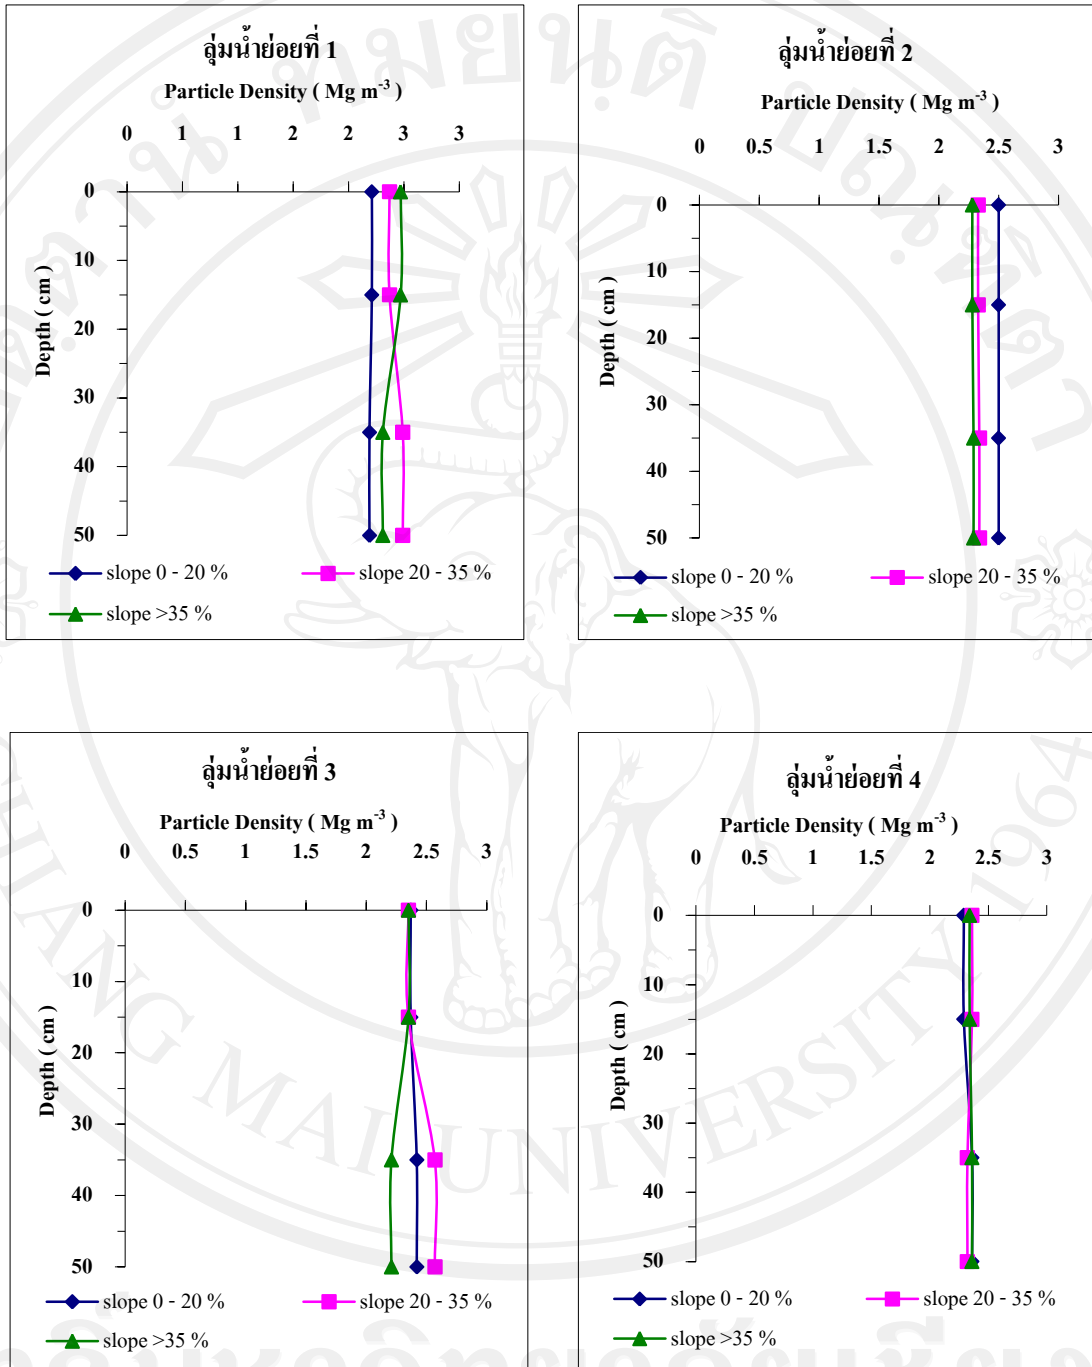 ลุ่มน้ำย่อยที่ 1
Particle Density ( Mg m-3 )
0 1 1 2 2 3 3
0
10
20
30
40
50
Depth ( cm )
slope 0 - 20 %
slope 20 - 35 %
slope >35 %
ลุ่มน้ำย่อยที่ 2
Particle Density ( Mg m-3 )
0 0.5 1 1.5 2 2.5 3
0
10
20
30
40
50
Depth ( cm )
slope 0 - 20 %
slope 20 - 35 %
slope >35 %
ลุ่มน้ำย่อยที่ 3
Particle Density ( Mg m-3 )
0 0.5 1 1.5 2 2.5 3
0
10
20
30
40
50
Depth ( cm )
slope 0 - 20 %
slope 20 - 35 %
slope >35 %
ลุ่มน้ำย่อยที่ 4
Particle Density ( Mg m-3 )
0 0.5 1 1.5 2 2.5 3
0
10
20
30
40
50
Depth ( cm )
slope 0 - 20 %
slope 20 - 35 %
slope >35 %
CHIANG MAI UNIVERSITY 1964